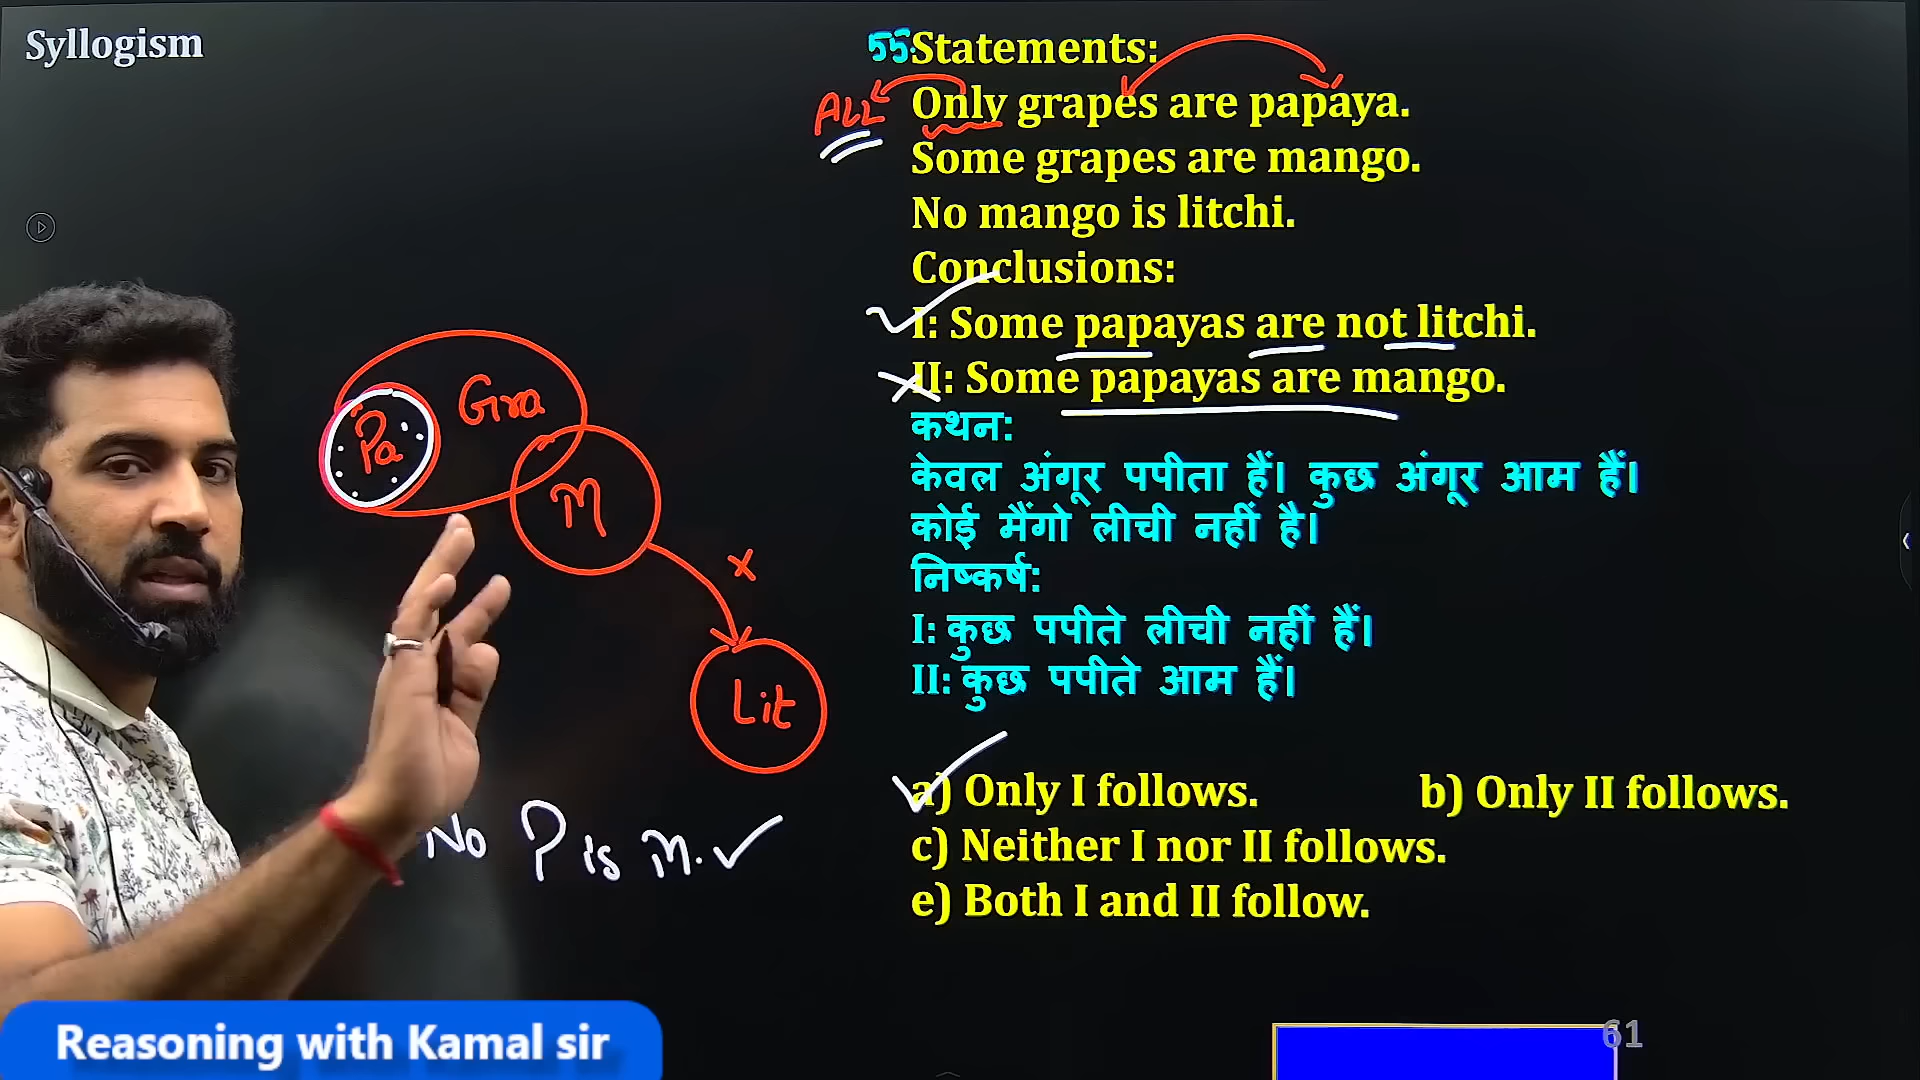 Syllogism
55.Statements:
ALL
Only grapes are papaya.
Some grapes are mango.
No mango is litchi.
Conclusions:
I: Some papayas are not litchi.
II: Some papayas are mango.
कथन:
केवल अंगूर पपीता हैं। कुछ अंगूर आम हैं।
कोई मैंगो लीची नहीं है।
निष्कर्ष:
I: कुछ पपीते लीची नहीं हैं।
II: कुछ पपीते आम हैं।
a) Only I follows. b) Only II follows.
c) Neither I nor II follows.
e) Both I and II follow.
Pa Gra
M
Lit
No P is M.
Reasoning with Kamal sir
61